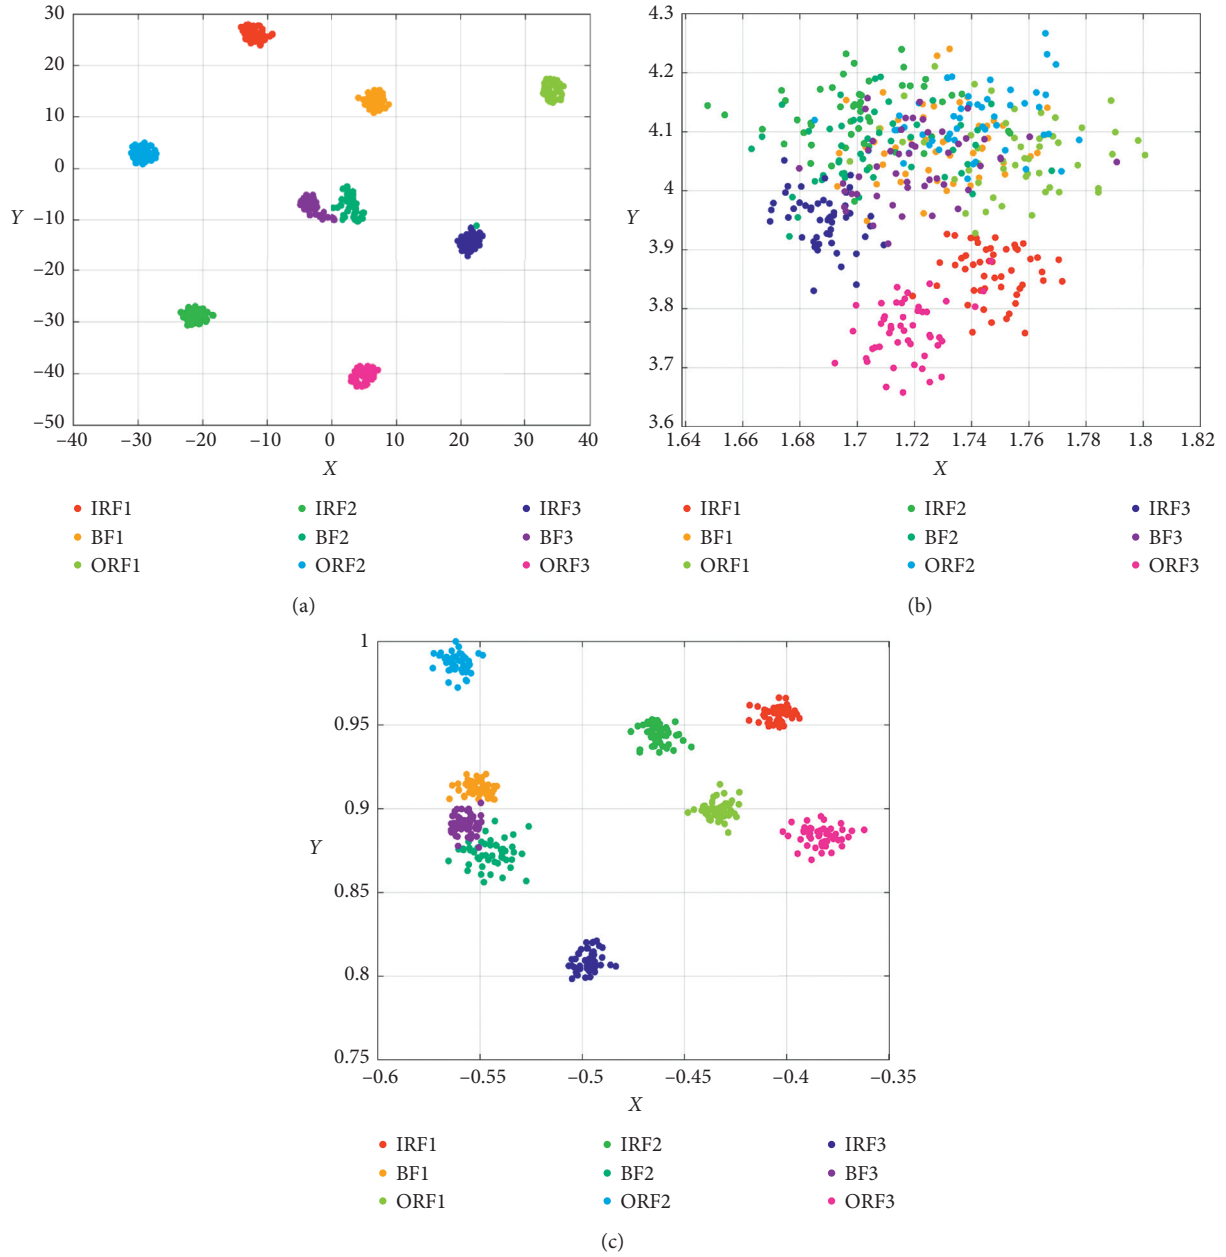 30
20
10
0
−10
−20
−30
−40
−50
Y
−40 −30 −20 −10 0 10 20 30 40
X
IRF1 IRF2 IRF3
BF1 BF2 BF3
ORF1 ORF2 ORF3
(a)
4.3
4.2
4.1
4
3.9
3.8
3.7
3.6
Y
1.64 1.66 1.68 1.7 1.72 1.74 1.76 1.78 1.8 1.82
X
IRF1 IRF2 IRF3
BF1 BF2 BF3
ORF1 ORF2 ORF3
(b)
1
0.95
0.9
0.85
0.8
0.75
Y
−0.6 −0.55 −0.5 −0.45 −0.4 −0.35
X
IRF1 IRF2 IRF3
BF1 BF2 BF3
ORF1 ORF2 ORF3
(c)